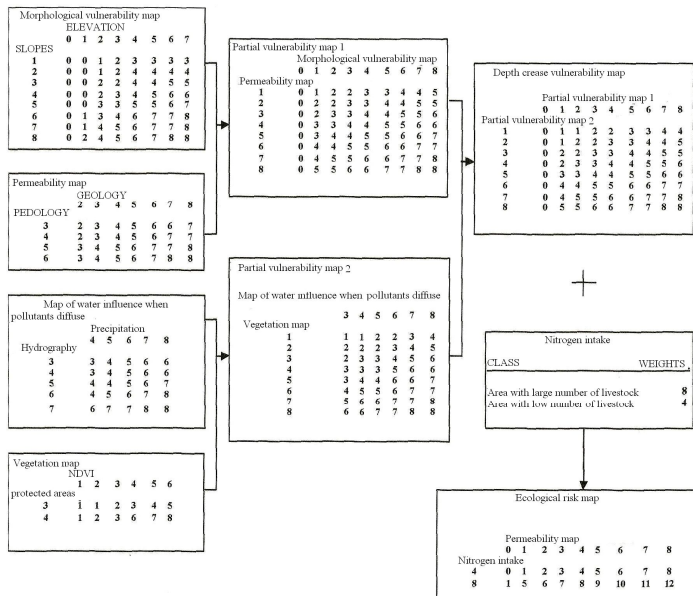 Morphological vulnerability map
ELEVATION
0 1 2 3 4 5 6 7
SLOPES
1 0 0 1 2 3 3 3 3
2 0 0 1 2 4 4 4 4
3 0 0 2 2 4 4 5 5
4 0 0 2 3 4 5 6 6
5 0 0 3 3 5 5 6 7
6 0 1 3 4 6 7 7 8
7 0 1 4 5 6 7 7 8
8 0 2 4 5 6 7 8 8
Permeability map
GEOLOGY
2 3 4 5 6 7 8
PEDOLOGY
3 2 3 4 5 6 6 7
4 2 3 4 5 6 7 7
5 3 4 5 6 7 7 8
6 3 4 5 6 7 8 8
Map of water influence when
pollutants diffuse
Precipitation
4 5 6 7 8
Hydrography
3 3 4 5 6 6
4 3 4 5 6 6
5 4 4 5 6 7
6 4 5 6 7 8
7 6 7 7 8 8
Vegetation map
NDVI
1 2 3 4 5 6
protected areas
3 1 1 2 3 4 5
4 1 2 3 6 7 8
Partial vulnerability map 1
Morphological vulnerability map
0 1 2 3 4 5 6 7 8
Permeability map
1 0 1 2 2 3 3 4 4 5
2 0 2 2 3 3 4 4 5 5
3 0 2 3 3 4 4 5 5 6
4 0 3 3 4 4 5 5 6 6
5 0 3 4 4 5 5 6 6 7
6 0 4 4 5 5 6 6 7 7
7 0 4 5 5 6 6 7 7 8
8 0 5 5 6 6 7 7 8 8
Partial vulnerability map 2
Map of water mfluence when pollutants diffuse
3 4 5 6 7 8
Vegetation map
1 1 1 2 2 3 4
2 2 2 2 3 4 5
3 2 3 3 4 5 6
4 3 3 3 5 5 6
5 3 4 4 6 6 7
6 4 5 5 6 7 7
7 5 6 6 7 7 8
8 6 6 7 7 8 8
Depth crease vulnerability map
Partial vulnerability map 1
0 1 2 3 4 5 6 7 8
Partial vulnerability map 2
1 0 1 1 2 2 3 3 4 4
2 0 1 2 2 3 3 4 4 5
3 0 2 2 3 3 4 4 5 5
4 0 2 3 3 4 4 5 5 6
5 0 3 3 4 4 5 5 6 6
6 0 4 4 5 5 6 6 7 7
7 0 4 5 5 6 6 7 7 8
8 0 5 5 6 6 7 7 8 8
+
Nitrogen intake
CLASS WEIGHTS
Area with large number of livestock 8
Area with low number of livestock 4
Ecological risk map
Permeability map
0 1 2 3 4 5 6 7 8
Nitrogen intake
4 0 1 2 3 4 5 6 7 8
8 1 5 6 7 8 9 10 11 12